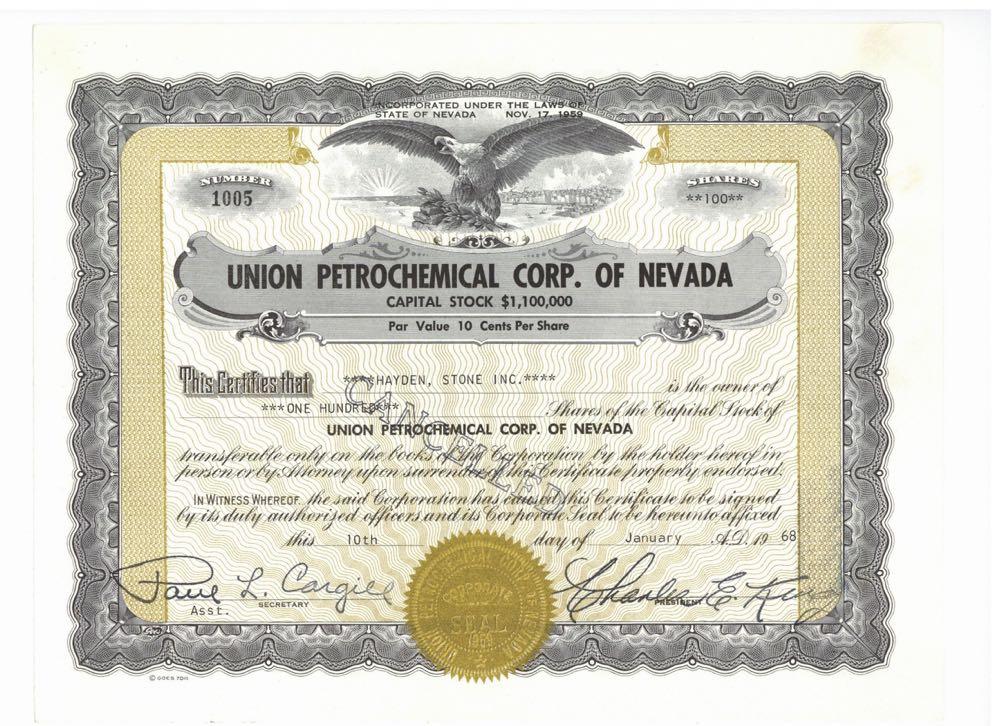 INCORPORATED UNDER THE LAWS OF
STATE OF NEVADA NOV. 17, 1959
NUMBER
1005
SHARES
**100**
UNION PETROCHEMICAL CORP. OF NEVADA
CAPITAL STOCK $1,100,000
Par Value 10 Cents Per Share
This Certifies that ****HAYDEN, STONE INC.**** is the owner of
***ONE HUNDRED*** Shares of the Capital Stock of
UNION PETROCHEMICAL CORP. OF NEVADA
transferable only on the books of the Corporation by the holder hereof in
person or by Attorney upon surrender of this Certificate properly endorsed.
IN WITNESS WHEREOF, the said Corporation has caused this Certificate to be signed
by its duly authorized officers and its Corporate Seal to be hereunto affixed
this 10th day of January A.D. 19 68
CANCELLED
Paul L. Cargill
Asst. SECRETARY
CORPORATE
SEAL
Charles E. King
PRESIDENT
© GOES 7011